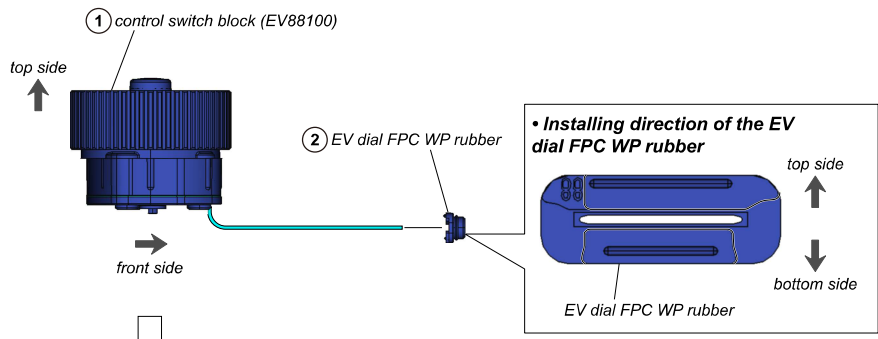 1 control switch block (EV88100)
top side
2 EV dial FPC WP rubber
front side
• Installing direction of the EV
dial FPC WP rubber
top side
bottom side
EV dial FPC WP rubber